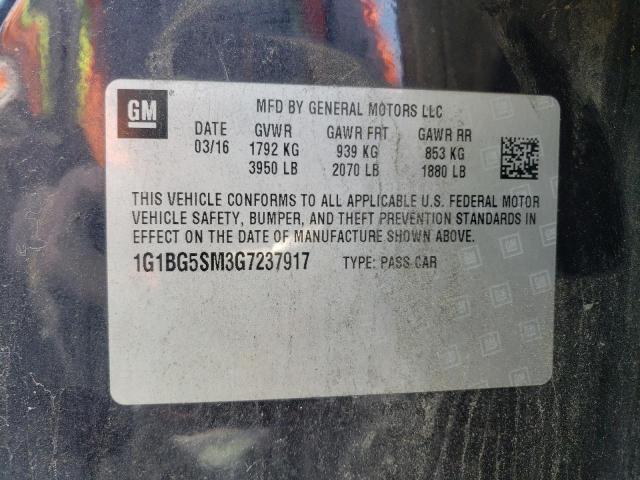 GM
MFD BY GENERAL MOTORS LLC
DATE GVWR GAWR FRT GAWR RR
03/16 1792 KG 939 KG 853 KG
3950 LB 2070 LB 1880 LB
THIS VEHICLE CONFORMS TO ALL APPLICABLE U.S. FEDERAL MOTOR
VEHICLE SAFETY, BUMPER, AND THEFT PREVENTION STANDARDS IN
EFFECT ON THE DATE OF MANUFACTURE SHOWN ABOVE.
1G1BG5SM3G7237917 TYPE: PASS CAR